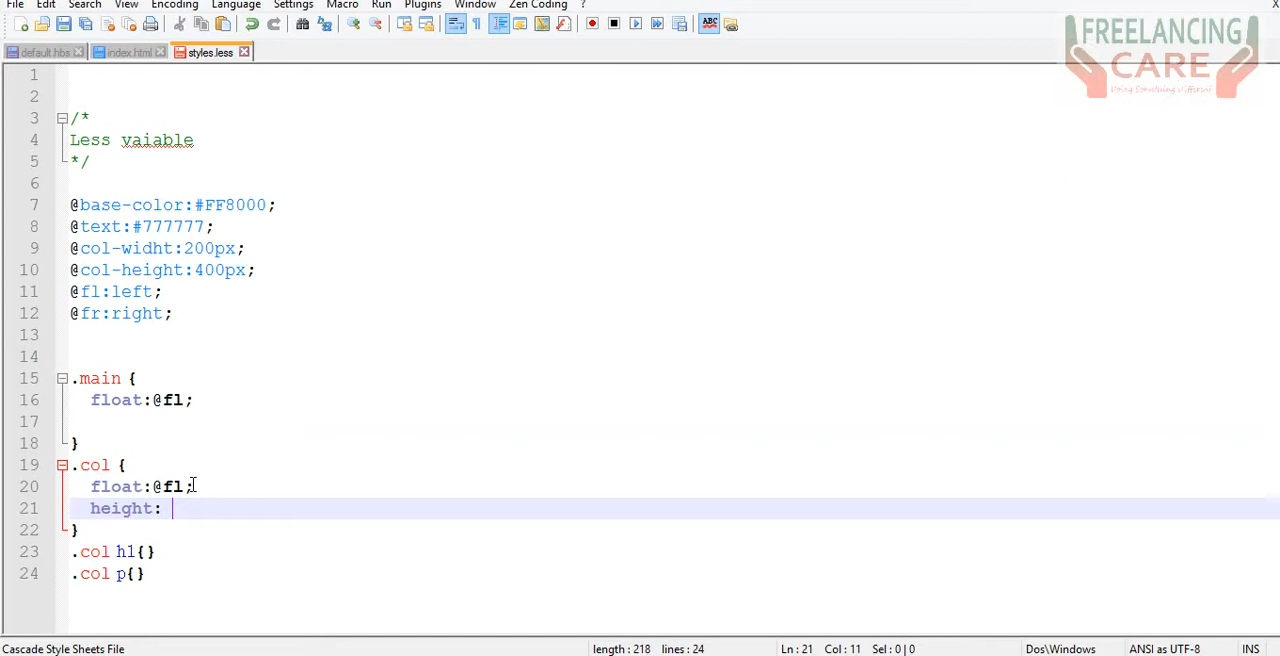 File Edit Search View Encoding Language Settings Macro Run Plugins Window Zen Coding ? X
default.hbs index.html styles.less
FREELANCING
CARE
Doing Something Different
1
2
3 /*
4 Less vaiable
5 */
6
7 @base-color:#FF8000;
8 @text:#777777;
9 @col-widht:200px;
10 @col-height:400px;
11 @fl:left;
12 @fr:right;
13
14
15 .main {
16 float:@fl;
17
18 }
19 .col {
20 float:@fl;
21 height:
22 }
23 .col h1{}
24 .col p{}
Cascade Style Sheets File length : 218 lines : 24 Ln : 21 Col : 11 Sel : 0 | 0 Dos\Windows ANSI as UTF-8 INS